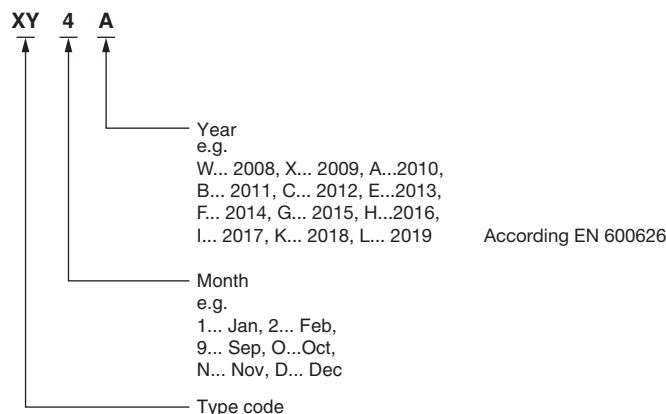 XY 4 A
Year
e.g.
W... 2008, X... 2009, A...2010,
B... 2011, C... 2012, E...2013,
F... 2014, G... 2015, H...2016,
I... 2017, K... 2018, L... 2019 According EN 600626
Month
e.g.
1... Jan, 2... Feb,
9... Sep, O...Oct,
N... Nov, D... Dec
Type code